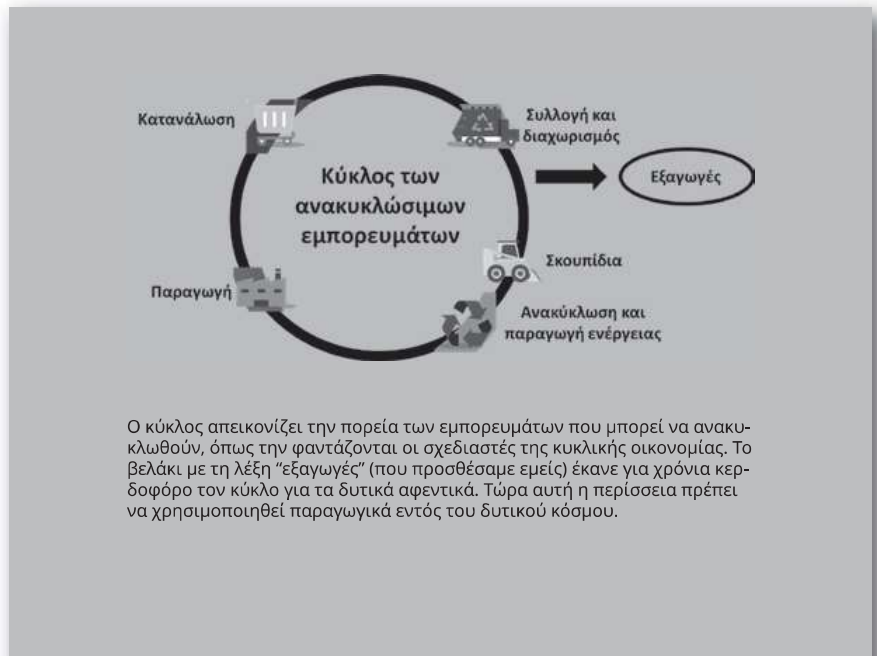 Κατανάλωση
Συλλογή και
διαχωρισμός
Εξαγωγές
Κύκλος των
ανακυκλώσιμων
εμπορευμάτων
Σκουπίδια
Παραγωγή
Ανακύκλωση και
παραγωγή ενέργειας
Ο κύκλος απεικονίζει την πορεία των εμπορευμάτων που μπορεί να ανακυ-
κλωθούν, όπως την φαντάζονται οι σχεδιαστές της κυκλικής οικονομίας. Το
βελάκι με τη λέξη “εξαγωγές” (που προσθέσαμε εμείς) έκανε για χρόνια κερ-
δοφόρο τον κύκλο για τα δυτικά αφεντικά. Τώρα αυτή η περίσσεια πρέπει
να χρησιμοποιηθεί παραγωγικά εντός του δυτικού κόσμου.